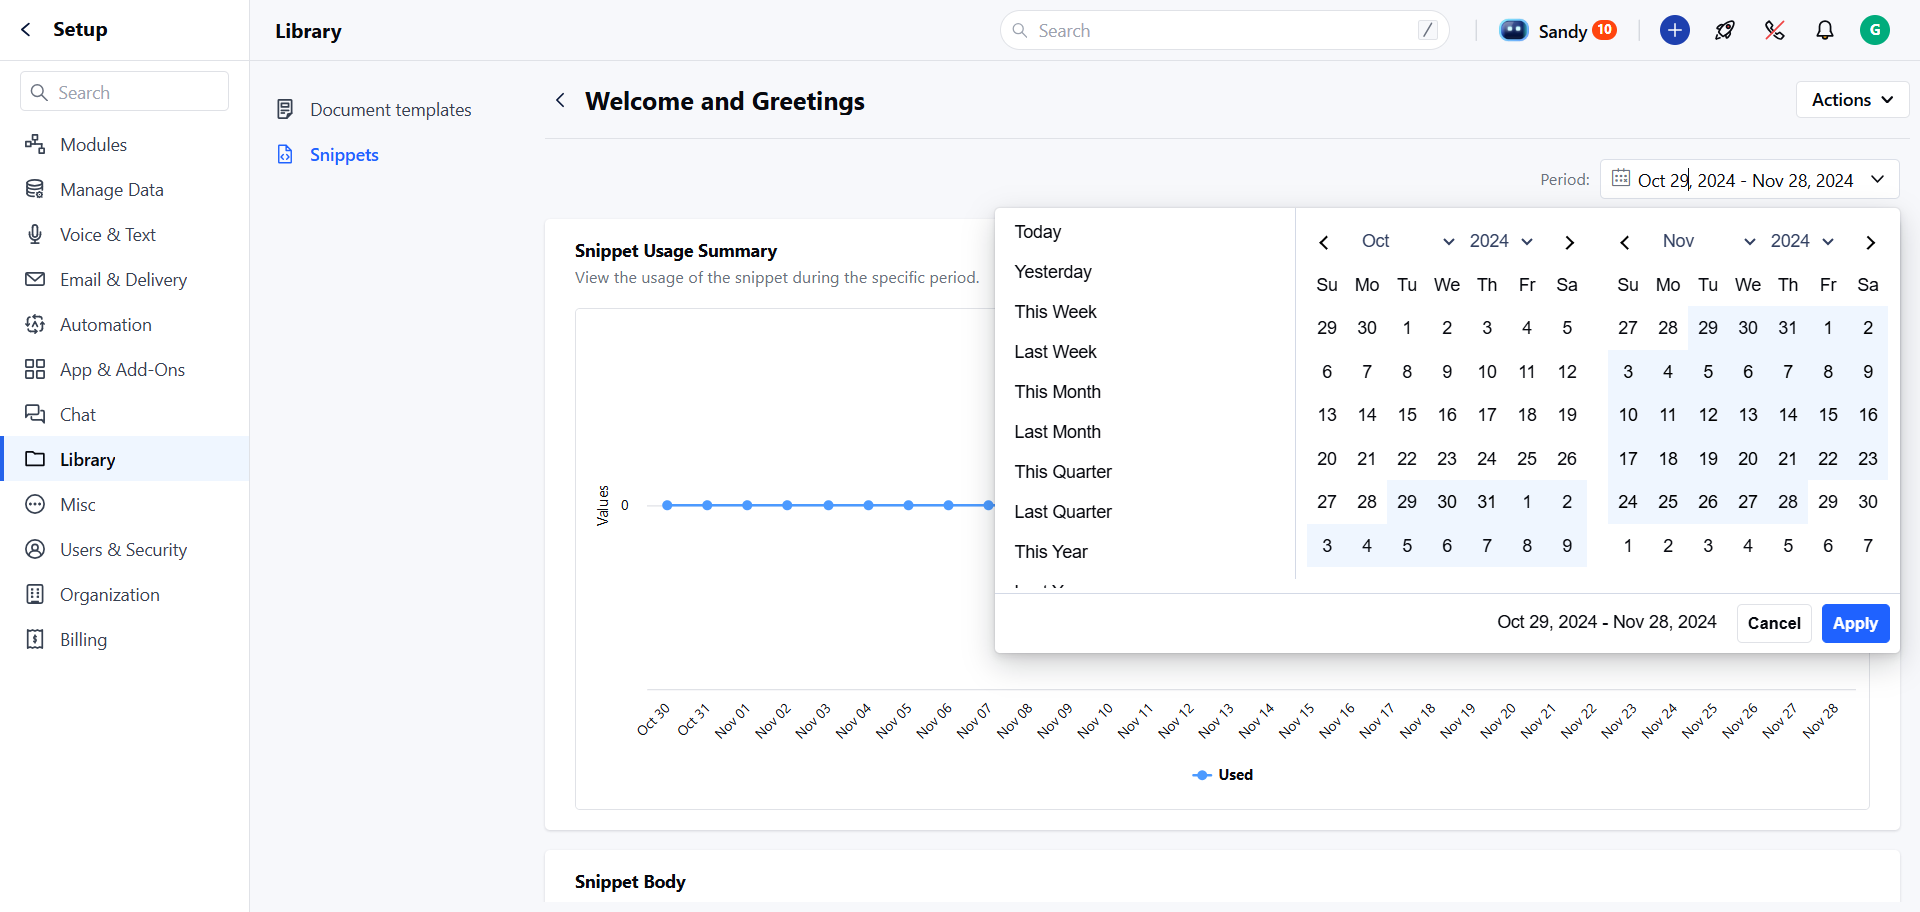 Setup
Search
Modules
Manage Data
Voice & Text
Email & Delivery
Automation
App & Add-Ons
Chat
Library
Misc
Users & Security
Organization
Billing
Library
Search /
Sandy 10
G
Document templates
Snippets
Welcome and Greetings
Actions
Period: Oct 29, 2024 - Nov 28, 2024
Snippet Usage Summary
View the usage of the snippet during the specific period.
Today
Yesterday
This Week
Last Week
This Month
Last Month
This Quarter
Last Quarter
This Year
Oct 2024
Su Mo Tu We Th Fr Sa
29 30 1 2 3 4 5
6 7 8 9 10 11 12
13 14 15 16 17 18 19
20 21 22 23 24 25 26
27 28 29 30 31 1 2
3 4 5 6 7 8 9
Nov 2024
Su Mo Tu We Th Fr Sa
27 28 29 30 31 1 2
3 4 5 6 7 8 9
10 11 12 13 14 15 16
17 18 19 20 21 22 23
24 25 26 27 28 29 30
1 2 3 4 5 6 7
Oct 29, 2024 - Nov 28, 2024 Cancel Apply
Values
0
Oct 30 Oct 31 Nov 01 Nov 02 Nov 03 Nov 04 Nov 05 Nov 06 Nov 07 Nov 08 Nov 09 Nov 10 Nov 11 Nov 12 Nov 13 Nov 14 Nov 15 Nov 16 Nov 17 Nov 18 Nov 19 Nov 20 Nov 21 Nov 22 Nov 23 Nov 24 Nov 25 Nov 26 Nov 27 Nov 28
Used
Snippet Body